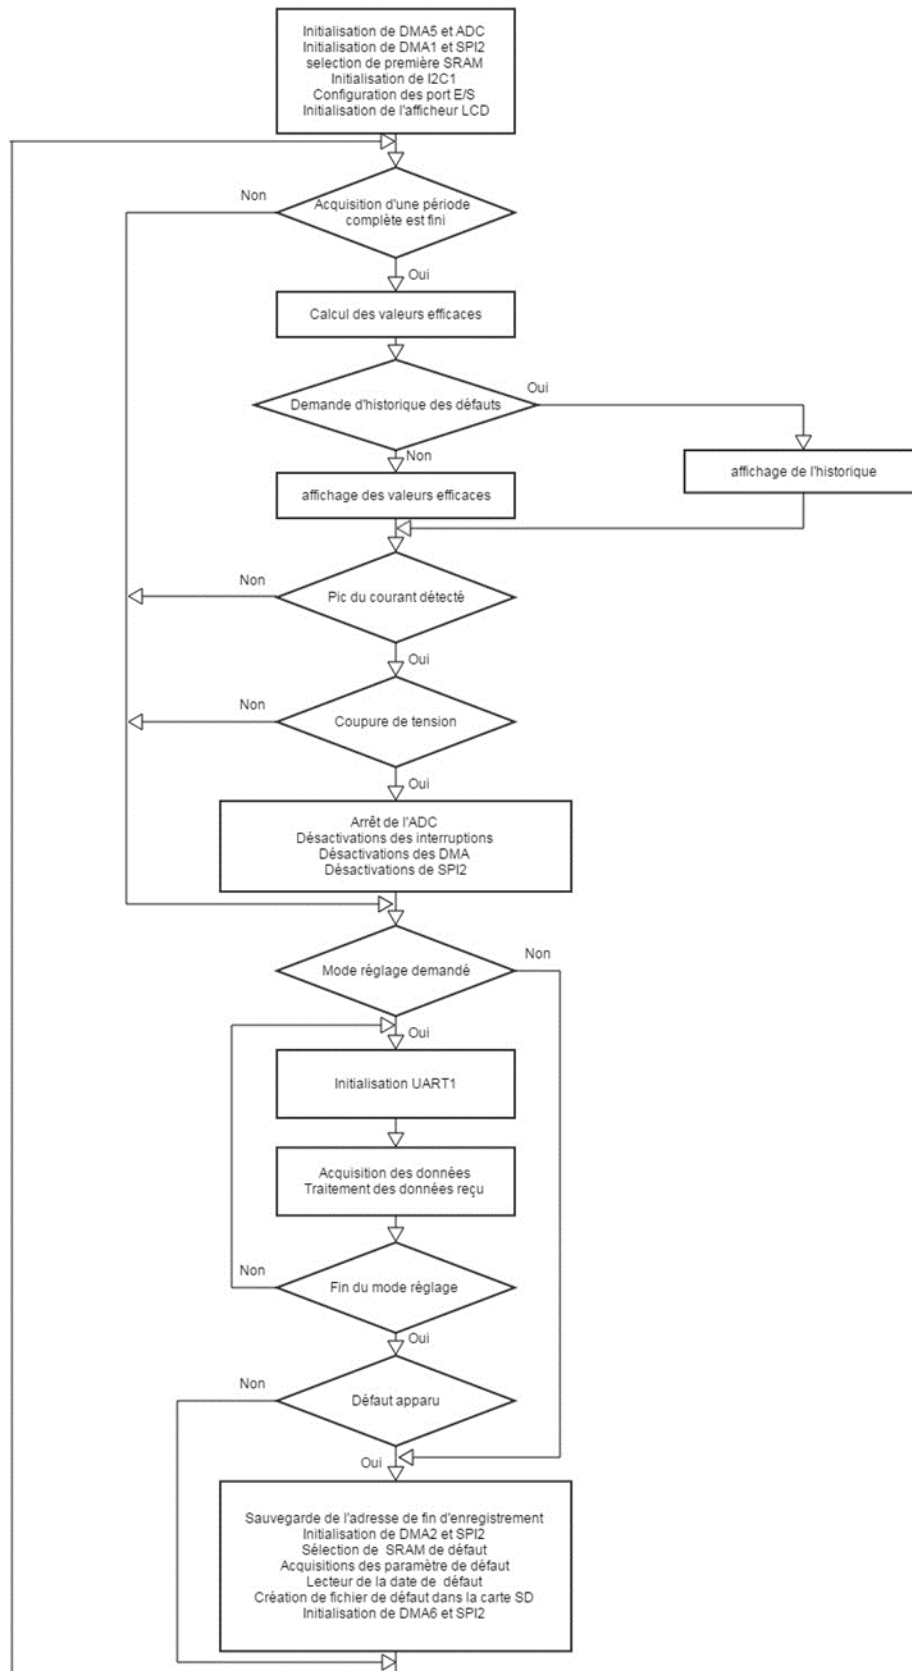 Initialisation de DMA5 et ADC
Initialisation de DMA1 et SPI2
selection de première SRAM
Initialisation de I2C1
Configuration des port E/S
Initialisation de l'afficheur LCD
Non
Acquisition d'une période
complète est fini
Oui
Calcul des valeurs efficaces
Oui
Demande d'historique des défauts
Non
affichage de l'historique
affichage des valeurs efficaces
Non
Pic du courant détecté
Oui
Non
Coupure de tension
Oui
Arrêt de l'ADC
Désactivations des interruptions
Désactivations des DMA
Désactivations de SPI2
Non
Mode réglage demandé
Oui
Initialisation UART1
Acquisition des données
Traitement des données reçu
Non
Fin du mode réglage
Oui
Non
Défaut apparu
Oui
Sauvegarde de l'adresse de fin d'enregistrement
Initialisation de DMA2 et SPI2
Sélection de SRAM de défaut
Acquisitions des paramètre de défaut
Lecteur de la date de défaut
Création de fichier de défaut dans la carte SD
Initialisation de DMA6 et SPI2